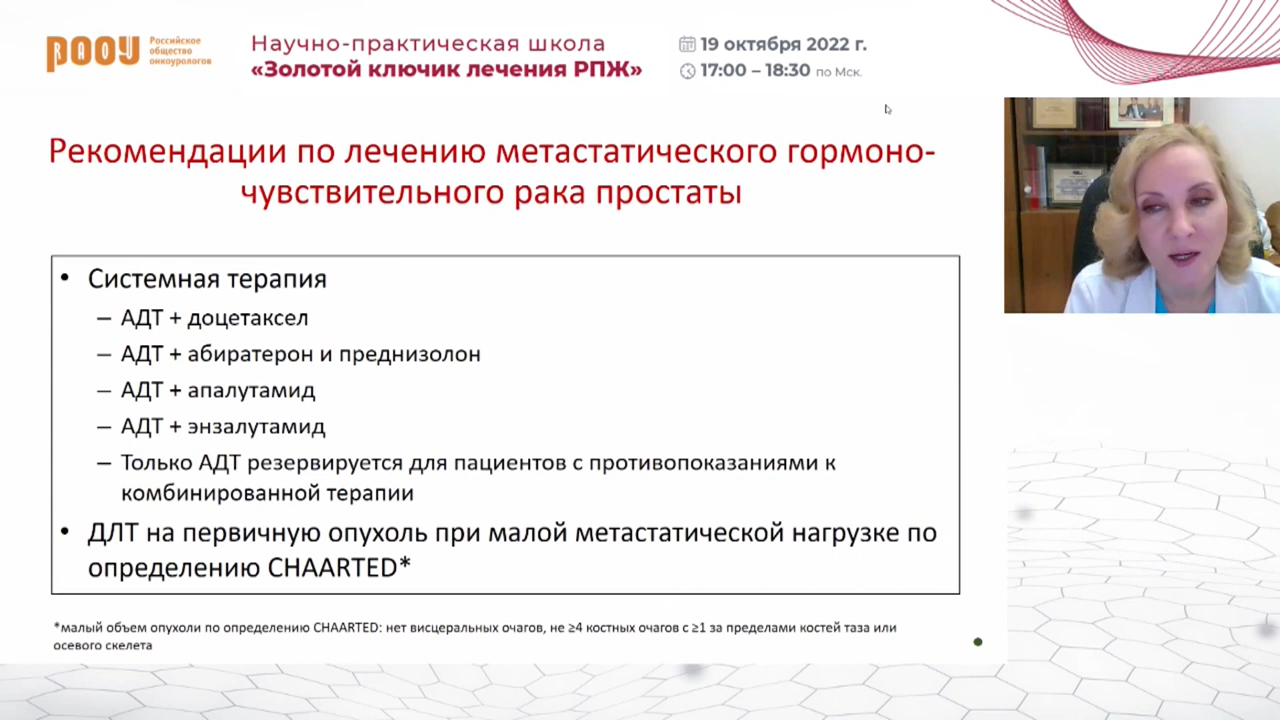 РООУ
Российское
общество
онкоурологов
Научно-практическая школа
«Золотой ключик лечения РПЖ»
19 октября 2022 г.
17:00 – 18:30 по Мск.
Рекомендации по лечению метастатического гормоно-
чувствительного рака простаты
• Системная терапия
– АДТ + доцетаксел
– АДТ + абиратерон и преднизолон
– АДТ + апалутамид
– АДТ + энзалутамид
– Только АДТ резервируется для пациентов с противопоказаниями к
комбинированной терапии
• ДЛТ на первичную опухоль при малой метастатической нагрузке по
определению CHAARTED*
*малый объем опухоли по определению CHAARTED: нет висцеральных очагов, не ≥4 костных очагов с ≥1 за пределами костей таза или
осевого скелета